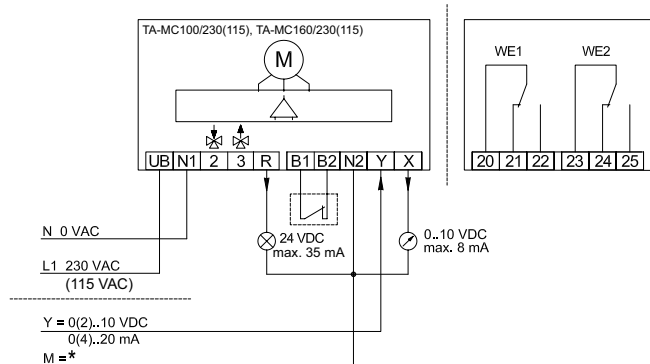 TA-MC100/230(115), TA-MC160/230(115)
M
UB N1 2 3 R B1 B2 N2 Y X
WE1 WE2
20 21 22 23 24 25
N 0 VAC
L1 230 VAC
(115 VAC)
24 VDC
max. 35 mA
0..10 VDC
max. 8 mA
Y = 0(2)..10 VDC
0(4)..20 mA
M = *